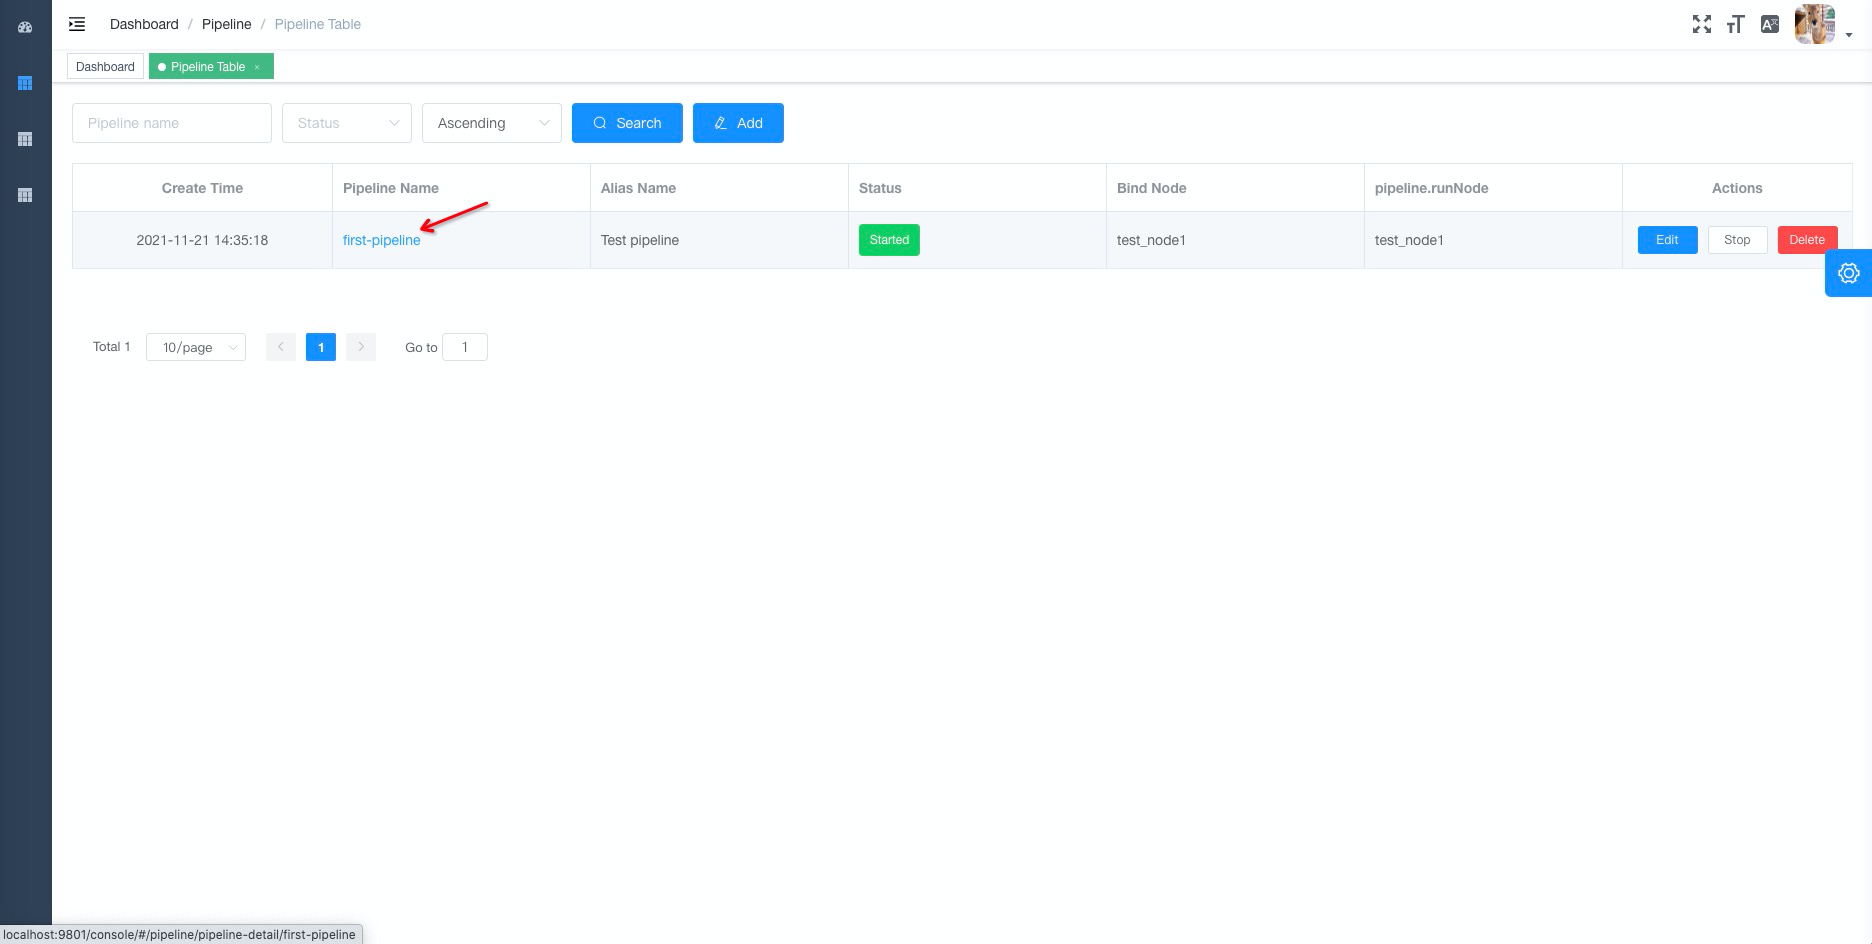 Dashboard / Pipeline / Pipeline Table
Dashboard Pipeline Table ×
Pipeline name Status Ascending Search Add
Create Time Pipeline Name Alias Name Status Bind Node pipeline.runNode Actions
2021-11-21 14:35:18 first-pipeline Test pipeline Started test_node1 test_node1 Edit Stop Delete
Total 1 10/page 1 Go to 1
localhost:9801/console/#/pipeline/pipeline-detail/first-pipeline